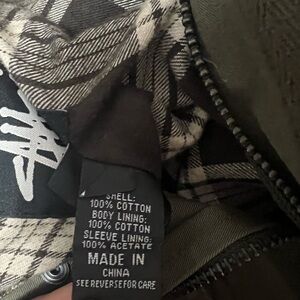 SHELL:
100% COTTON
BODY LINING:
100% COTTON
SLEEVE LINING:
100% ACETATE
MADE IN
CHINA
SEE REVERSE FOR CARE